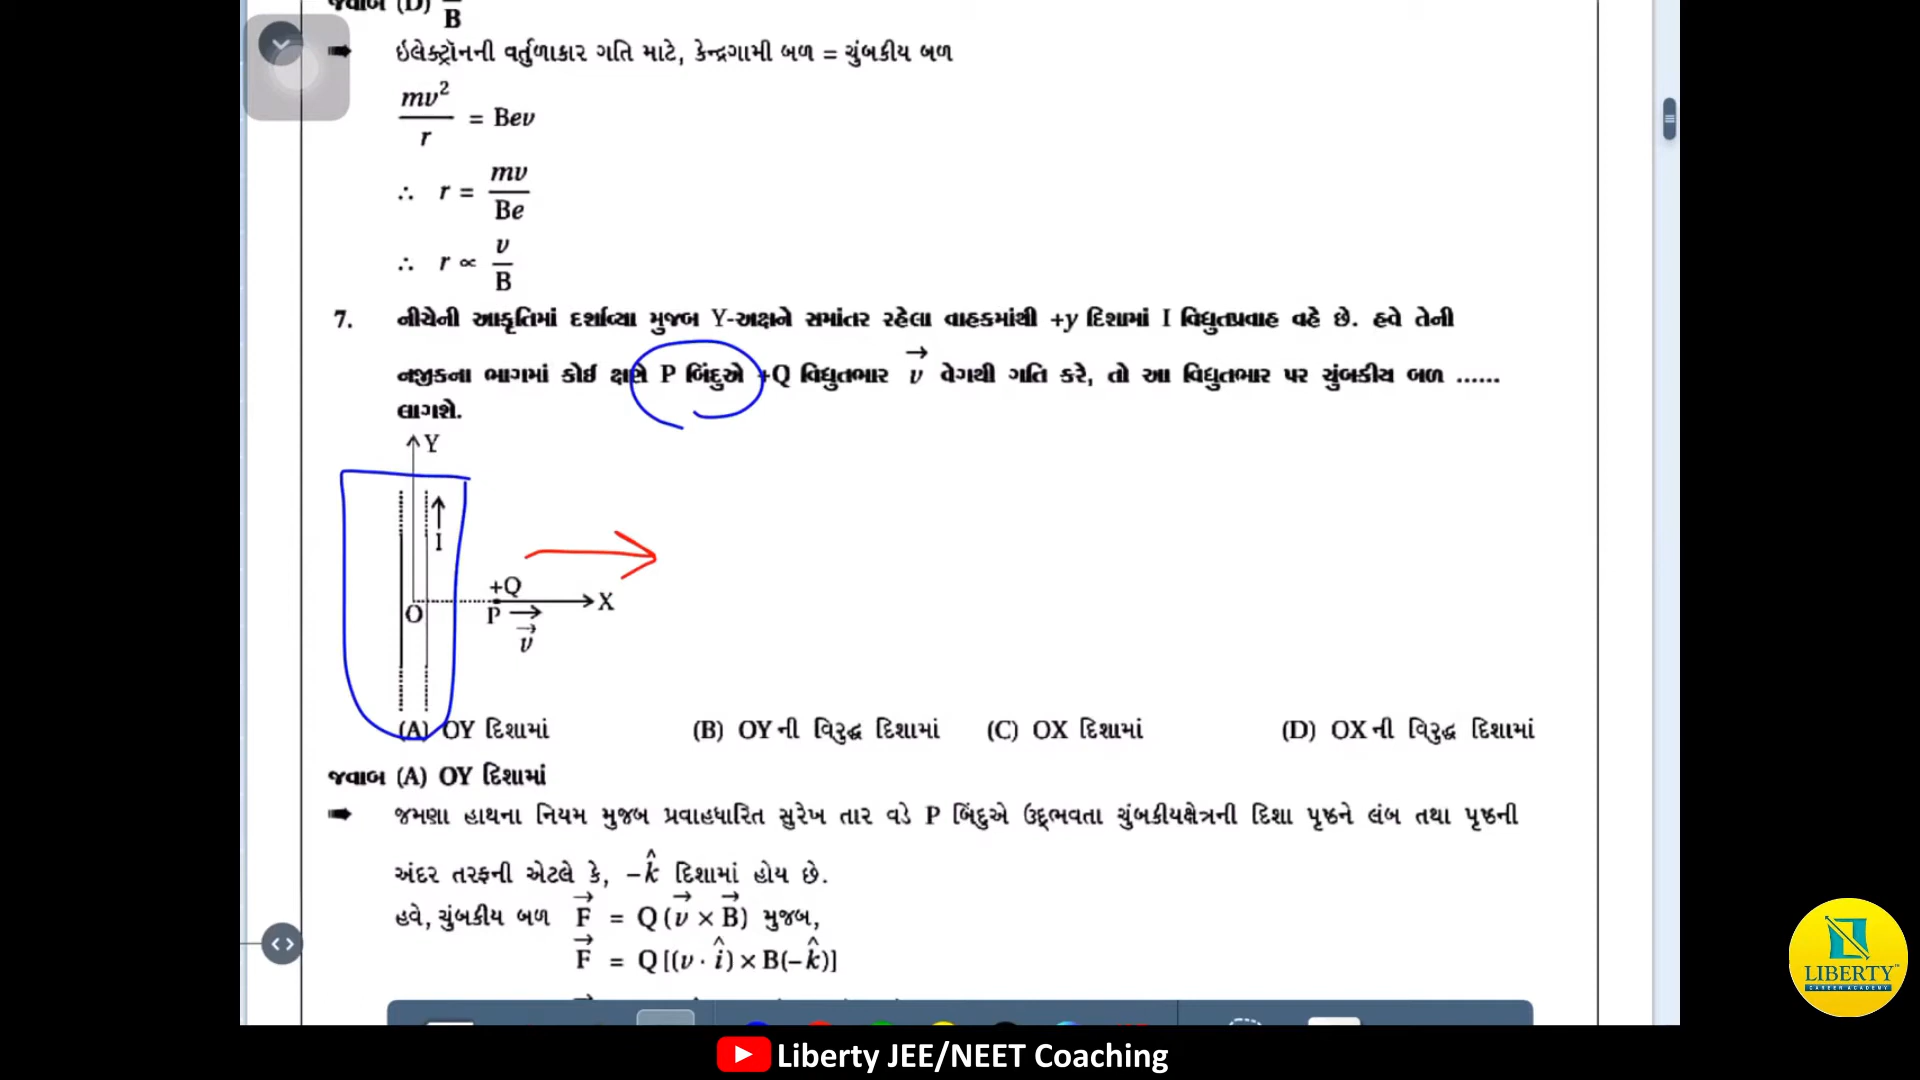 જવાબ (D)
B
ઇલેક્ટ્રૉનની વર્તુળાકાર ગતિ માટે, કેન્દ્રગામી બળ = ચુંબકીય બળ
mv²/r = Bev
∴ r = mv/Be
∴ r ∝ v/B
7. નીચેની આકૃતિમાં દર્શાવ્યા મુજબ Y-અક્ષને સમાંતર રહેલા વાહકમાંથી +y દિશામાં I વિદ્યુતપ્રવાહ વહે છે. હવે તેની
નજીકના ભાગમાં કોઈ ક્ષણે P બિંદુએ +Q વિદ્યુતભાર v⃗ વેગથી ગતિ કરે, તો આ વિદ્યુતભાર પર ચુંબકીય બળ ......
લાગશે.
Y
I
+Q
O
P
X
v⃗
(A) OY દિશામાં (B) OY ની વિરુદ્ધ દિશામાં (C) OX દિશામાં (D) OX ની વિરુદ્ધ દિશામાં
જવાબ (A) OY દિશામાં
જમણા હાથના નિયમ મુજબ પ્રવાહધારિત સુરેખ તાર વડે P બિંદુએ ઉદ્ભવતા ચુંબકીયક્ષેત્રની દિશા પૃષ્ઠને લંબ તથા પૃષ્ઠની
અંદર તરફની એટલે કે, –k̂ દિશામાં હોય છે.
હવે, ચુંબકીય બળ F⃗ = Q (v⃗ × B⃗) મુજબ,
F⃗ = Q [(v · î) × B(–k̂)]
LIBERTY™
CAREER ACADEMY
Liberty JEE/NEET Coaching